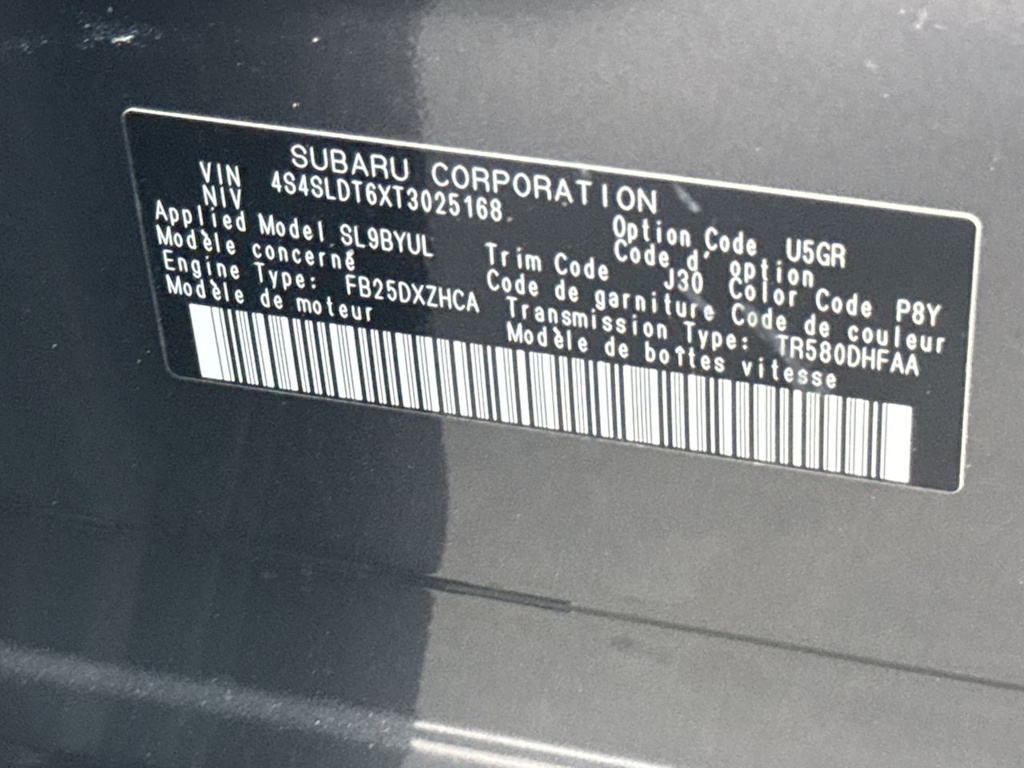 SUBARU CORPORATION
VIN 4S4SLDT6XT3025168
NIV
Option Code U5GR
Code d' option
Applied Model SL9BYUL
Modèle concerné
Trim Code J30 Color Code P8Y
Code de garniture Code de couleur
Engine Type: FB25DXZHCA
Modèle de moteur
Transmission Type: TR580DHFAA
Modèle de boîtes vitesse